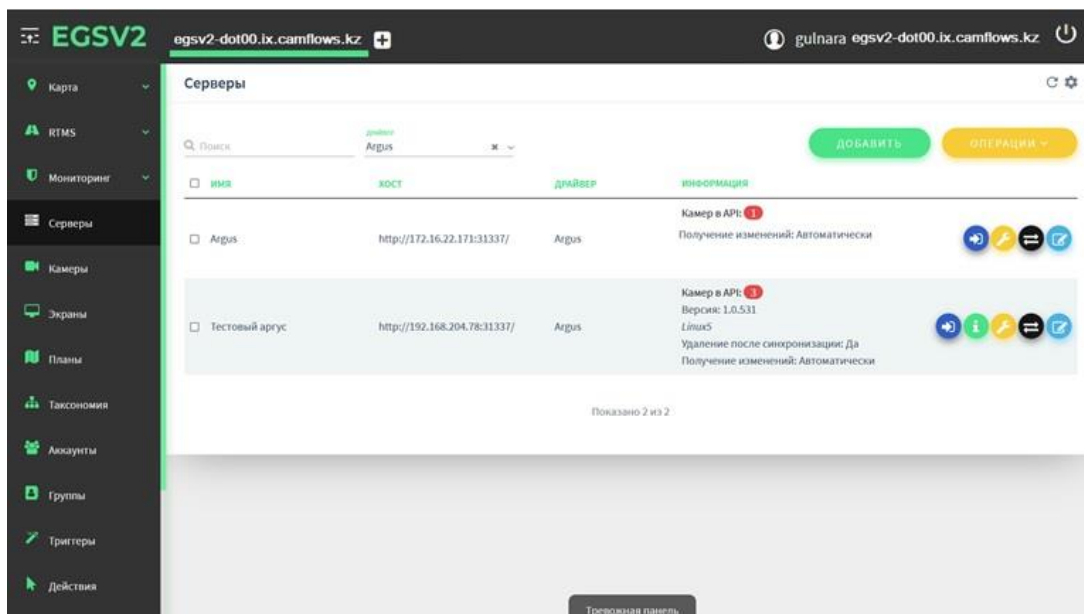 EGSV2
egsv2-dot00.ix.camflows.kz
gulnara egsv2-dot00.ix.camflows.kz
Карта
RTMS
Мониторинг
Серверы
Камеры
Экраны
Планы
Таксономия
Аккаунты
Группы
Триггеры
Действия
Серверы
Поиск
драйвер
Argus
ДОБАВИТЬ
ОПЕРАЦИИ
ИМЯ ХОСТ ДРАЙВЕР ИНФОРМАЦИЯ
Argus http://172.16.22.171:31337/ Argus
Камер в API: 1
Получение изменений: Автоматически
Тестовый аргус http://192.168.204.78:31337/ Argus
Камер в API: 3
Версия: 1.0.531
Linux5
Удаление после синхронизации: Да
Получение изменений: Автоматически
Показано 2 из 2
Тревожная панель